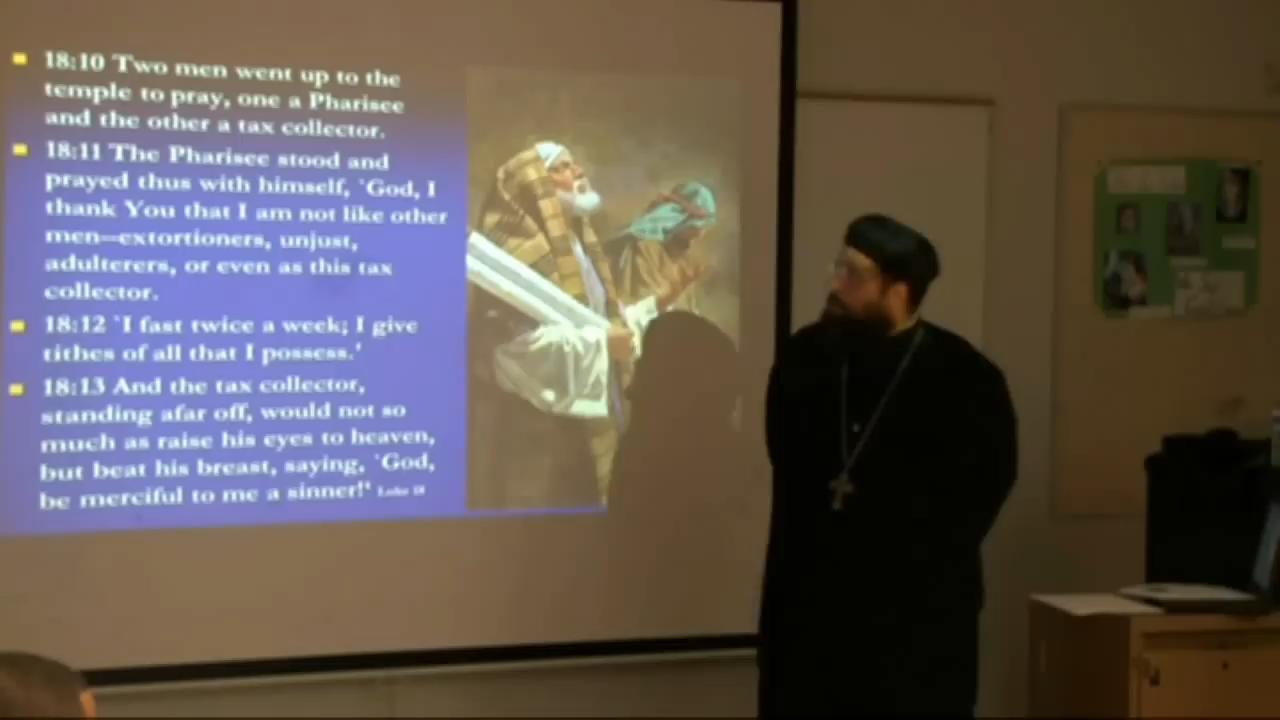 18:10 Two men went up to the
temple to pray, one a Pharisee
and the other a tax collector.
18:11 The Pharisee stood and
prayed thus with himself, `God, I
thank You that I am not like other
men—extortioners, unjust,
adulterers, or even as this tax
collector.
18:12 `I fast twice a week; I give
tithes of all that I possess.'
18:13 And the tax collector,
standing afar off, would not so
much as raise his eyes to heaven,
but beat his breast, saying, `God,
be merciful to me a sinner!' Luke 18